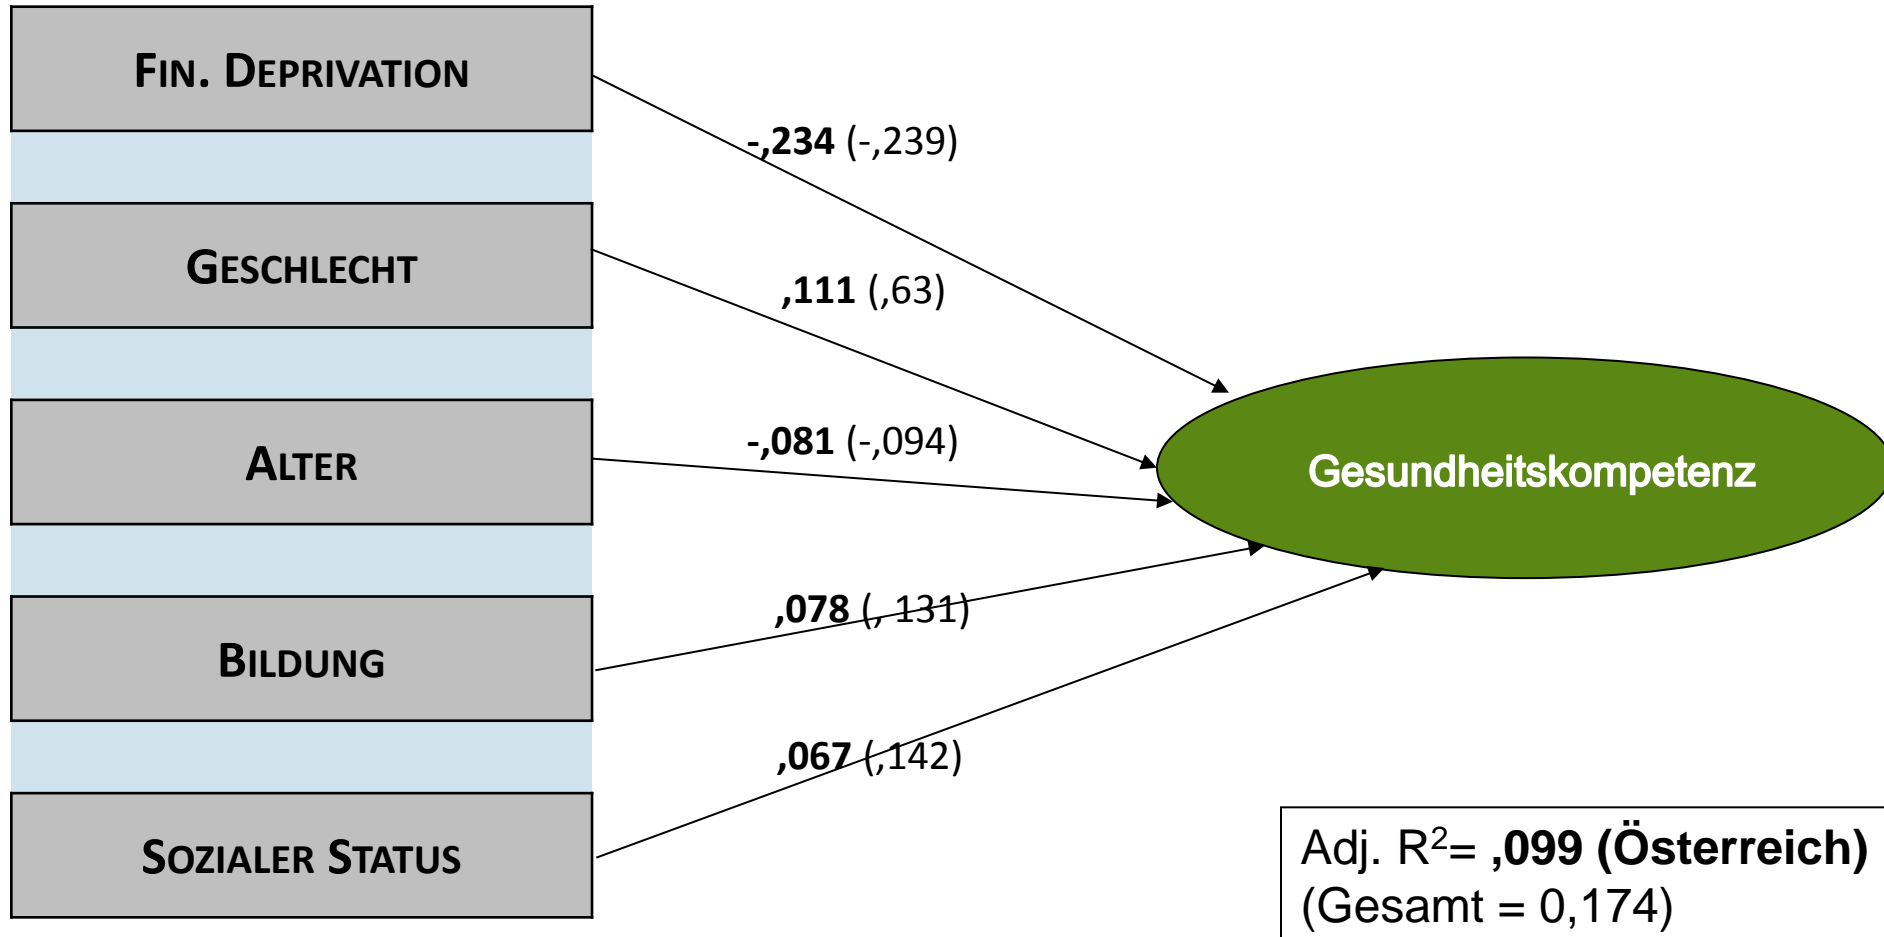 FIN. DEPRIVATION
-,234 (-,239)
GESCHLECHT
,111 (,63)
ALTER
-,081 (-,094)
Gesundheitskompetenz
BILDUNG
,078 (, 131)
SOZIALER STATUS
,067 (,142)
Adj. R²= ,099 (Österreich)
(Gesamt = 0,174)